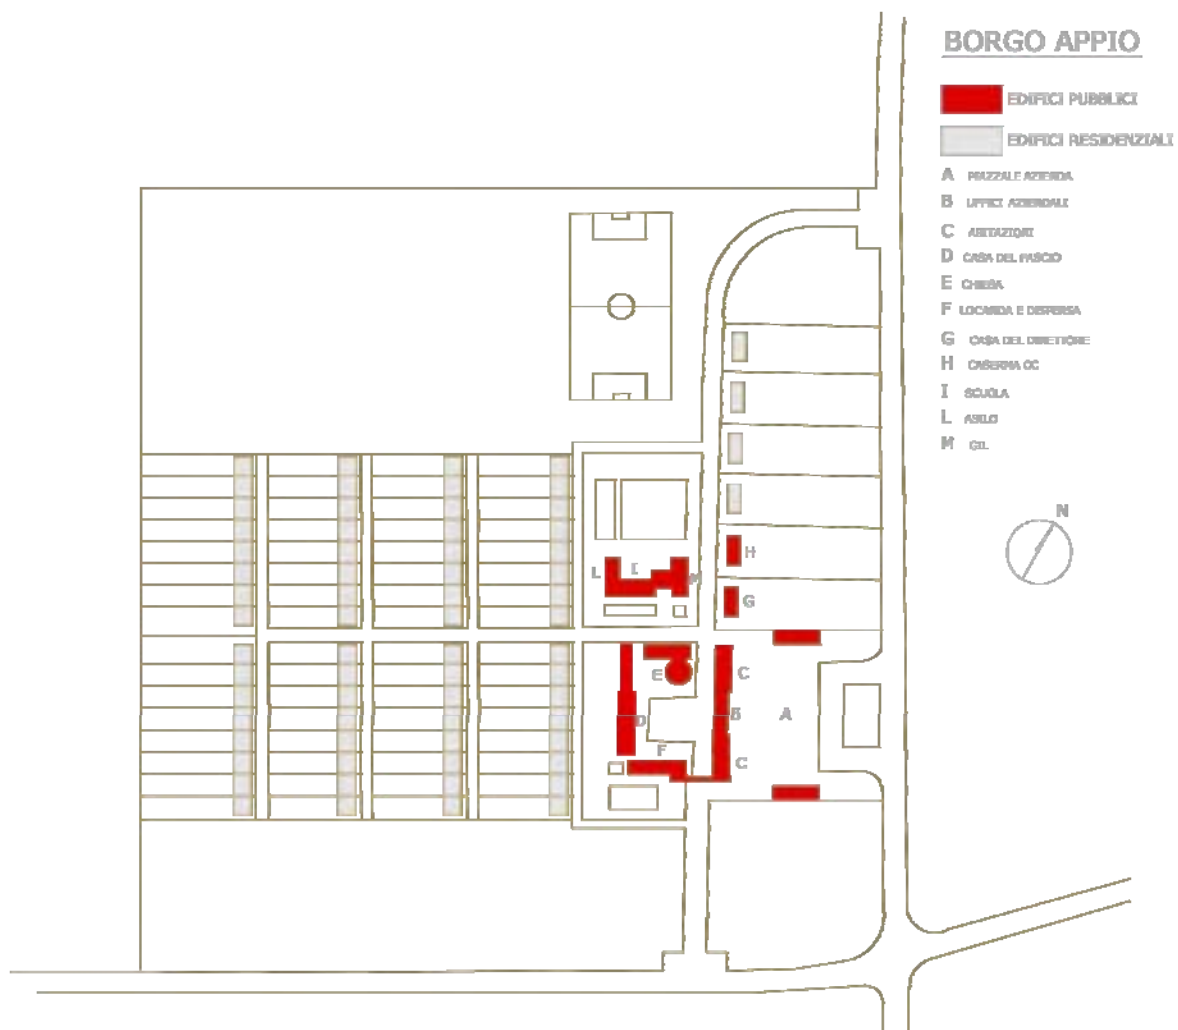 BORGO APPIO
EDIFICI PUBBLICI
EDIFICI RESIDENZIALI
A PIAZZALE AZIENDA
B UFFICI AZIENDALI
C ABITAZIONI
D CASA DEL FASCIO
E CHIESA
F LOCANDA E DISPENSA
G CASA DEL DIRETTORE
H CASERMA CC
I SCUOLA
L ASILO
M GIL
N
H
L I M
G
E C
D B A
F C